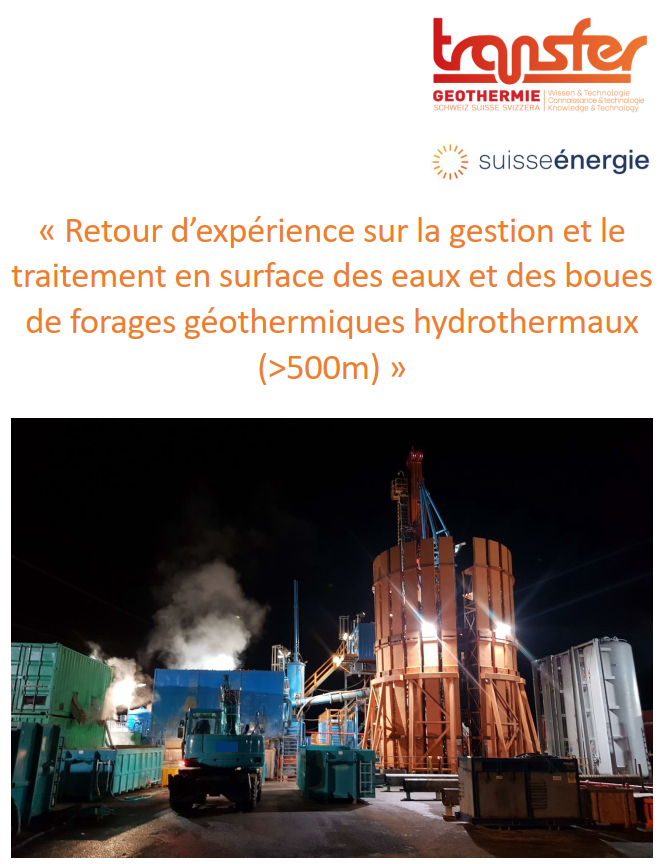 transfer
GEOTHERMIE
SCHWEIZ SUISSE SVIZZERA
Wissen & Technologie
Connaissance & technologie
Knowledge & Technology
suisseénergie
« Retour d’expérience sur la gestion et le
traitement en surface des eaux et des boues
de forages géothermiques hydrothermaux
(>500m) »